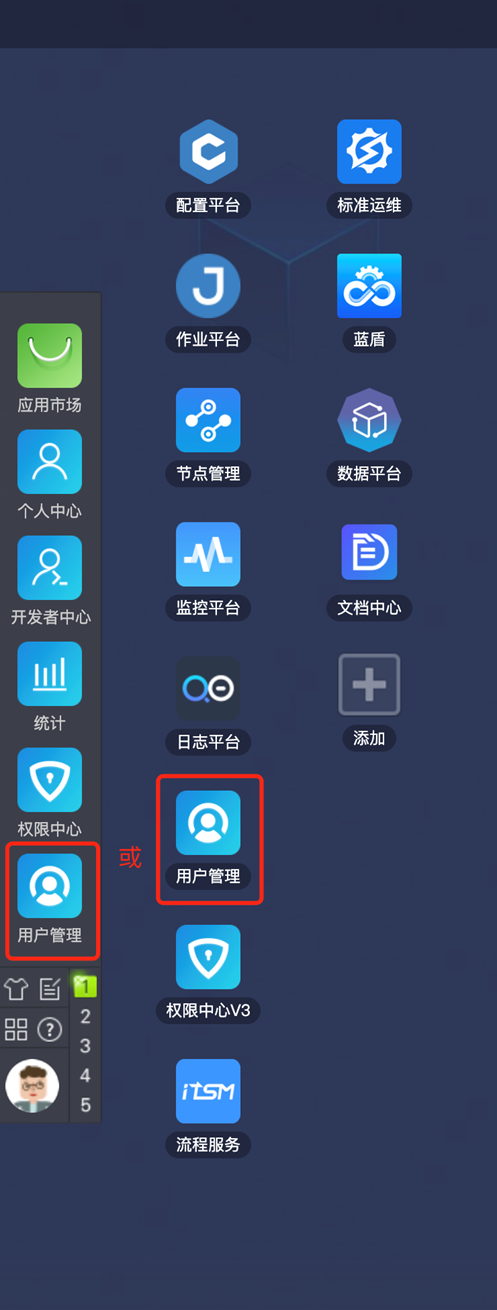 应用市场
个人中心
开发者中心
统计
权限中心
用户管理
1
2
3
4
5
或
配置平台
作业平台
节点管理
监控平台
日志平台
用户管理
权限中心V3
iTSM
流程服务
标准运维
蓝盾
数据平台
文档中心
添加